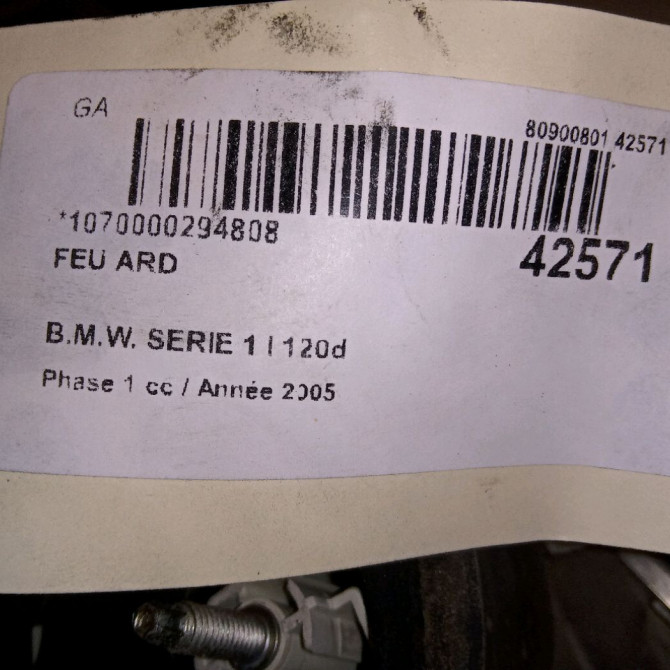 GA
80900801 42571
*1070000294808
FEU ARD
42571
B.M.W. SERIE 1 I 120d
Phase 1 cc / Année 2005